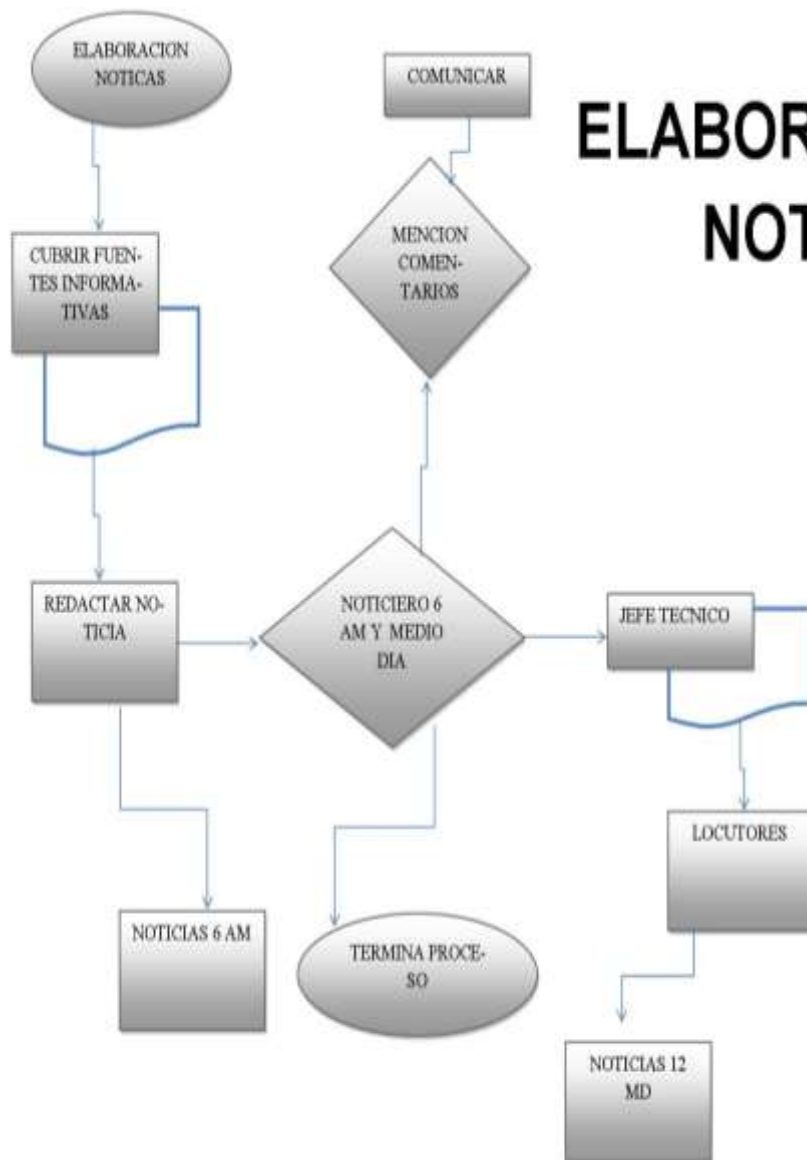 ELABORACION
NOTICAS
COMUNICAR
ELABOR
NOT
MENCION
COMEN-
TARIOS
CUBRIR FUEN-
TES INFORMA-
TIVAS
REDACTAR NO-
TICIA
NOTICIERO 6
AM Y MEDIO
DIA
JEFE TECNICO
LOCUTORES
NOTICIAS 6 AM
TERMINA PROCE-
SO
NOTICIAS 12
MD